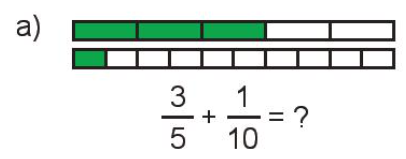 a)
3/5 + 1/10 = ?